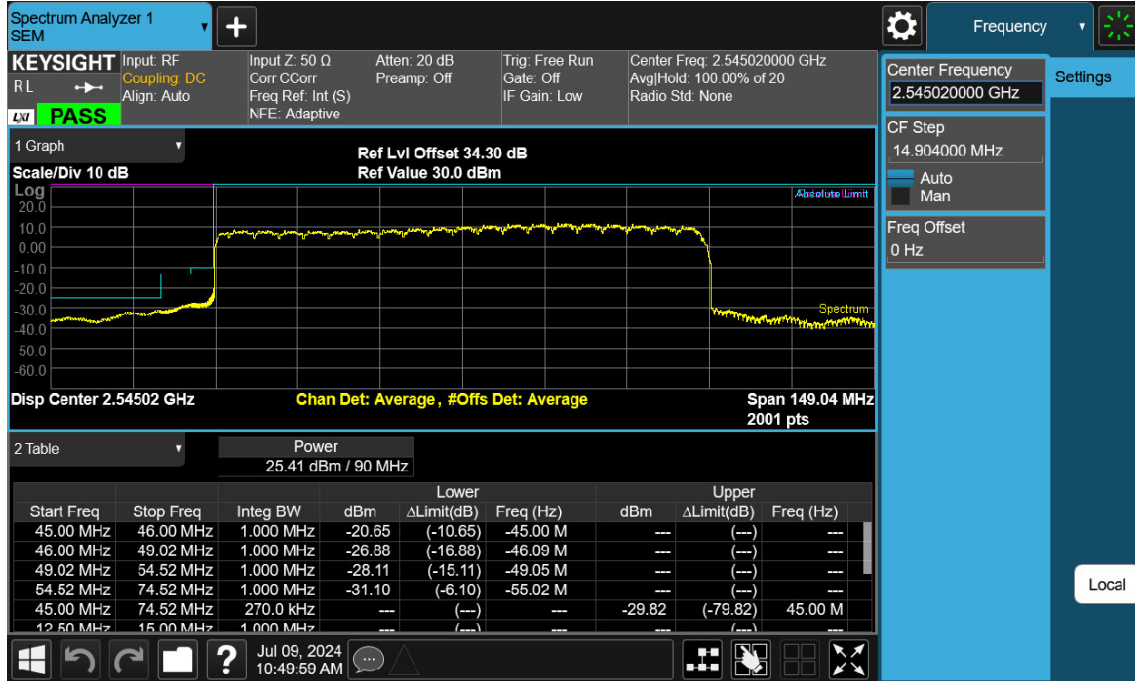 Spectrum Analyzer 1
SEM
+
Frequency
KEYSIGHT
RL
LXI PASS
Input: RF
Coupling: DC
Align: Auto
Input Z: 50 Ω
Corr CCorr
Freq Ref: Int (S)
NFE: Adaptive
Atten: 20 dB
Preamp: Off
Trig: Free Run
Gate: Off
IF Gain: Low
Center Freq: 2.545020000 GHz
Avg|Hold: 100.00% of 20
Radio Std: None
Center Frequency
2.545020000 GHz
Settings
CF Step
14.904000 MHz
Auto
Man
Freq Offset
0 Hz
1 Graph
Scale/Div 10 dB
Ref Lvl Offset 34.30 dB
Ref Value 30.0 dBm
Log
20.0
10.0
0.00
-10.0
-20.0
-30.0
-40.0
50.0
-60.0
Absolute Limit
Spectrum
Disp Center 2.54502 GHz
Chan Det: Average, #Offs Det: Average
Span 149.04 MHz
2001 pts
2 Table
Power
25.41 dBm / 90 MHz
Lower Upper
Start Freq Stop Freq Integ BW dBm ΔLimit(dB) Freq (Hz) dBm ΔLimit(dB) Freq (Hz)
45.00 MHz 46.00 MHz 1.000 MHz -20.65 (-10.65) -45.00 M --- (---) ---
46.00 MHz 49.02 MHz 1.000 MHz -26.88 (-16.88) -46.09 M --- (---) ---
49.02 MHz 54.52 MHz 1.000 MHz -28.11 (-15.11) -49.05 M --- (---) ---
54.52 MHz 74.52 MHz 1.000 MHz -31.10 (-6.10) -55.02 M --- (---) ---
45.00 MHz 74.52 MHz 270.0 kHz --- (---) --- -29.82 (-79.82) 45.00 M
12.50 MHz 15.00 MHz 1.000 MHz --- (---) --- --- (---) ---
Local
?
Jul 09, 2024
10:49:59 AM